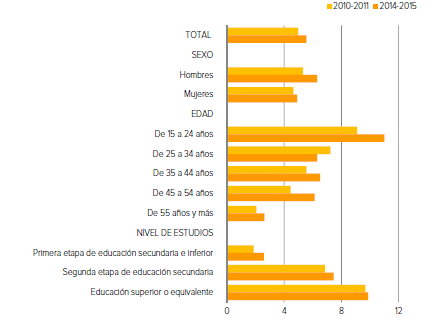 2010-2011 2014-2015
TOTAL
SEXO
Hombres
Mujeres
EDAD
De 15 a 24 años
De 25 a 34 años
De 35 a 44 años
De 45 a 54 años
De 55 años y más
NIVEL DE ESTUDIOS
Primera etapa de educación secundaria e inferior
Segunda etapa de educación secundaria
Educación superior o equivalente
0 4 8 12